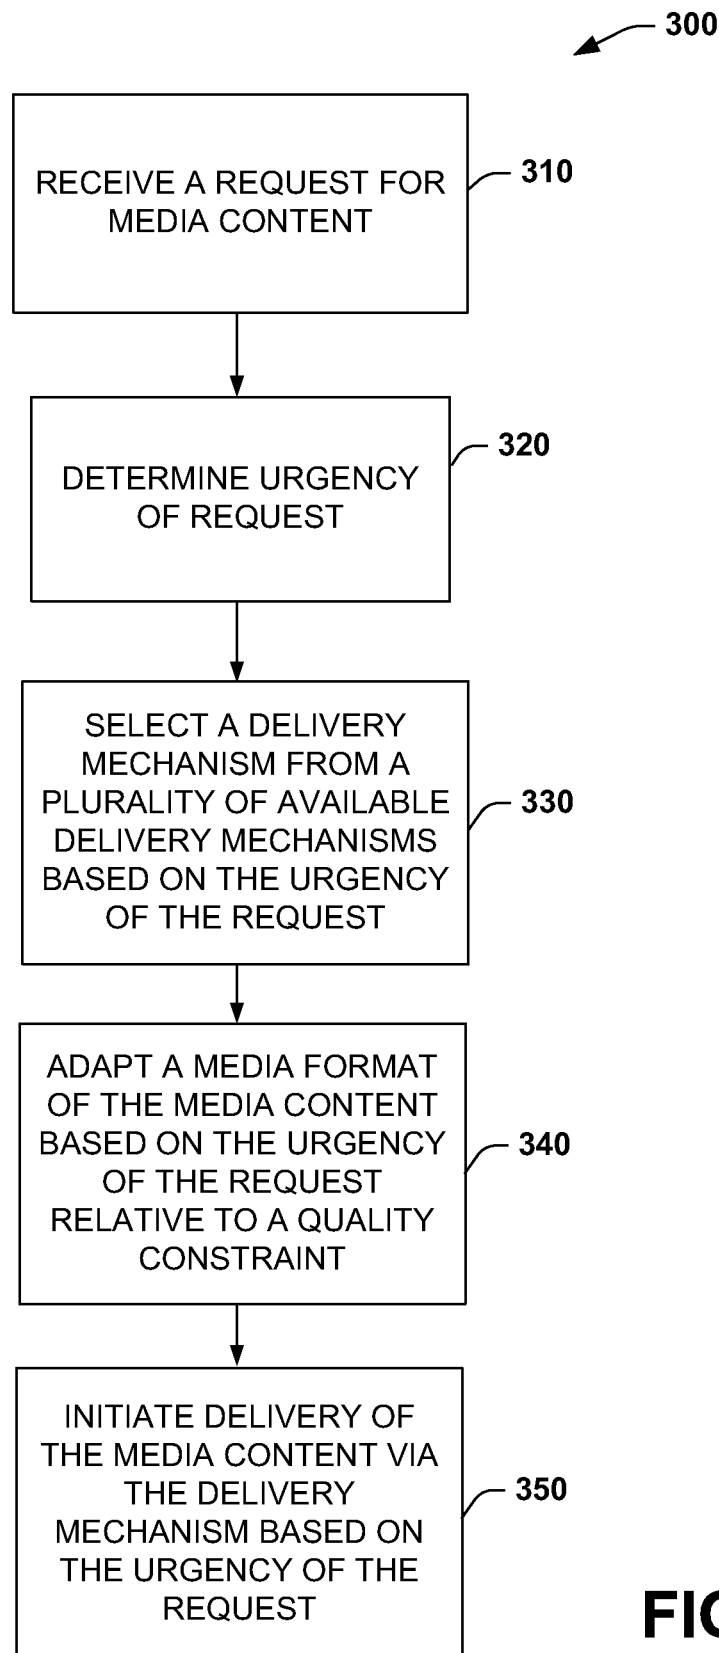 300
RECEIVE A REQUEST FOR
MEDIA CONTENT
310
DETERMINE URGENCY
OF REQUEST
320
SELECT A DELIVERY
MECHANISM FROM A
PLURALITY OF AVAILABLE
DELIVERY MECHANISMS
BASED ON THE URGENCY
OF THE REQUEST
330
ADAPT A MEDIA FORMAT
OF THE MEDIA CONTENT
BASED ON THE URGENCY
OF THE REQUEST
RELATIVE TO A QUALITY
CONSTRAINT
340
INITIATE DELIVERY OF
THE MEDIA CONTENT VIA
THE DELIVERY
MECHANISM BASED ON
THE URGENCY OF THE
REQUEST
350